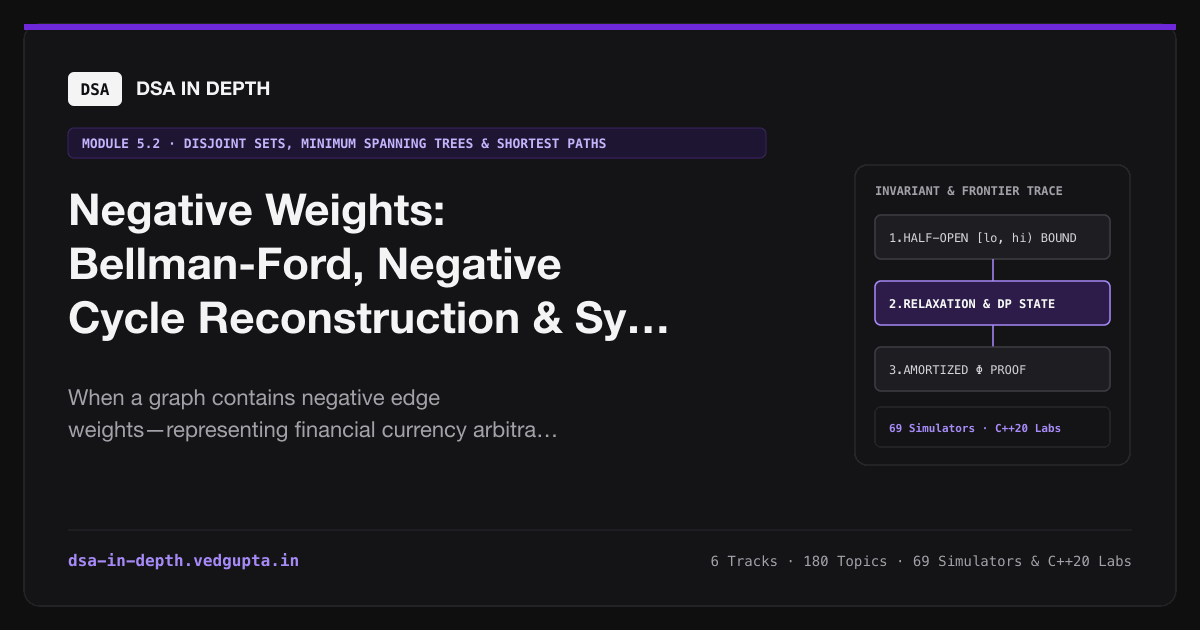 DSA
DSA IN DEPTH
MODULE 5.2 · DISJOINT SETS, MINIMUM SPANNING TREES & SHORTEST PATHS
Negative Weights:
Bellman-Ford, Negative
Cycle Reconstruction & Sy…
When a graph contains negative edge
weights—representing financial currency arbitra…
INVARIANT & FRONTIER TRACE
1.HALF-OPEN [lo, hi) BOUND
2.RELAXATION & DP STATE
3.AMORTIZED Φ PROOF
69 Simulators · C++20 Labs
dsa-in-depth.vedgupta.in
6 Tracks · 180 Topics · 69 Simulators & C++20 Labs